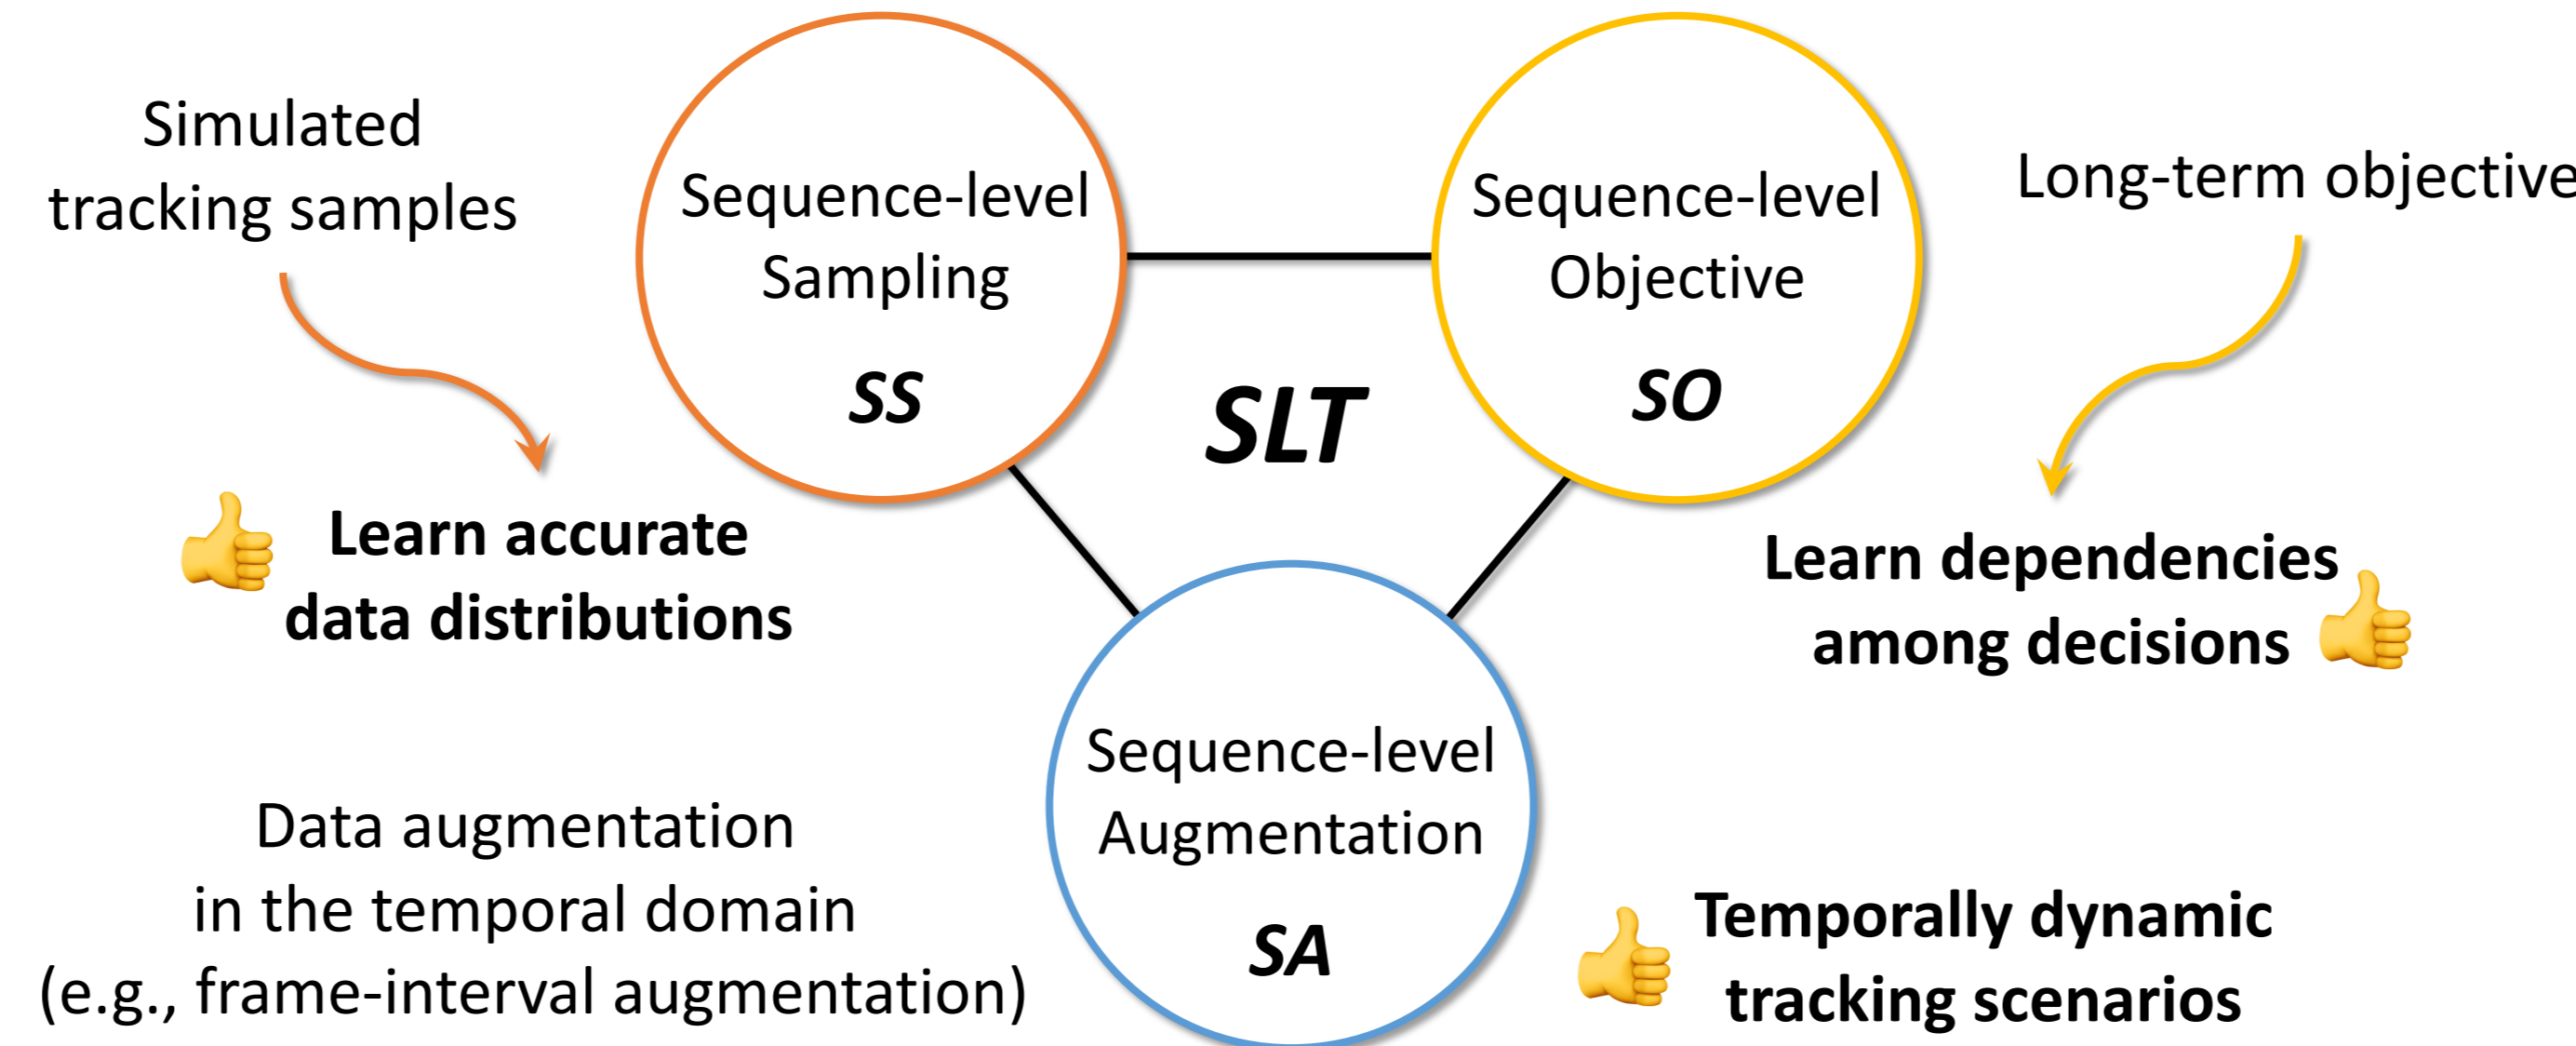 Simulated
tracking samples
Sequence-level
Sampling
SS
Sequence-level
Objective
SO
Long-term objective
SLT
Learn accurate
data distributions
Learn dependencies
among decisions
Data augmentation
in the temporal domain
(e.g., frame-interval augmentation)
Sequence-level
Augmentation
SA
Temporally dynamic
tracking scenarios